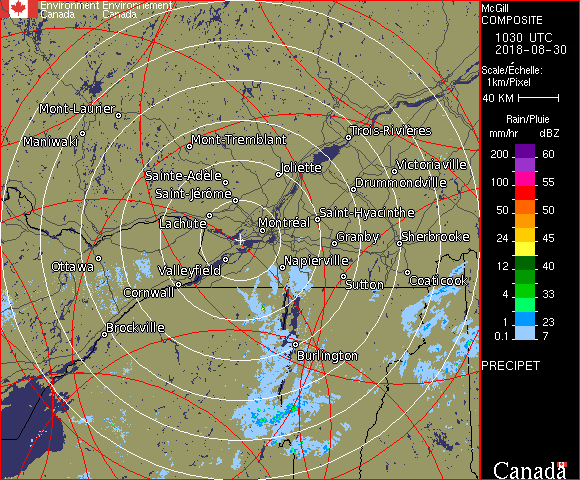 Environment Environnement
Canada Canada
Mont-Laurier
Maniwaki
Mont-Tremblant
Trois-Rivières
Sainte-Adèle
Joliette
Victoriaville
Saint-Jérôme
Drummondville
Lachute
Montréal
Saint-Hyacinthe
Granby
Sherbrooke
Ottawa
Valleyfield
Napierville
Cornwall
Sutton
Coaticook
Brockville
Burlington
McGill
COMPOSITE
1030 UTC
2018-08-30
Scale/Échelle:
1km/Pixel
40 KM
Rain/Pluie
mm/hr dBZ
200 60
100 55
50 50
24 45
12 40
4 33
1 23
0.1 7
PRECIPET
Canada